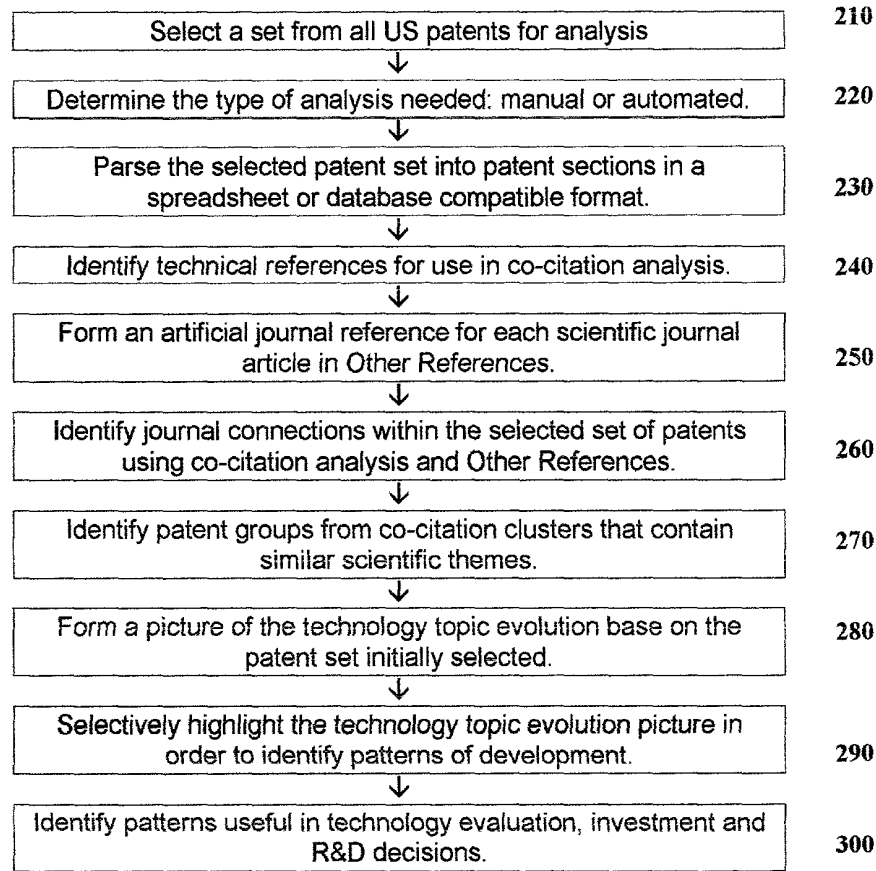 Select a set from all US patents for analysis 210
↓
Determine the type of analysis needed: manual or automated. 220
↓
Parse the selected patent set into patent sections in a
spreadsheet or database compatible format. 230
↓
Identify technical references for use in co-citation analysis. 240
↓
Form an artificial journal reference for each scientific journal
article in Other References. 250
↓
Identify journal connections within the selected set of patents
using co-citation analysis and Other References. 260
↓
Identify patent groups from co-citation clusters that contain
similar scientific themes. 270
↓
Form a picture of the technology topic evolution base on the
patent set initially selected. 280
↓
Selectively highlight the technology topic evolution picture in
order to identify patterns of development. 290
↓
Identify patterns useful in technology evaluation, investment and
R&D decisions. 300